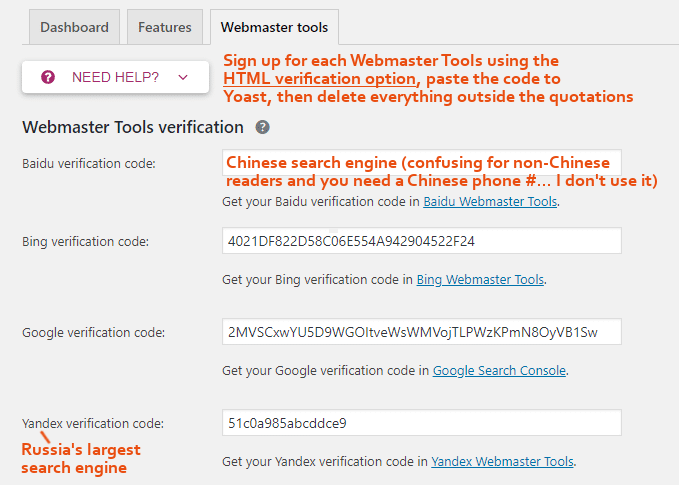 Dashboard Features Webmaster tools
? NEED HELP?
Sign up for each Webmaster Tools using the
HTML verification option, paste the code to
Yoast, then delete everything outside the quotations
Webmaster Tools verification ?
Baidu verification code:
Chinese search engine (confusing for non-Chinese
readers and you need a Chinese phone #... I don't use it)
Get your Baidu verification code in Baidu Webmaster Tools.
Bing verification code:
4021DF822D58C06E554A942904522F24
Get your Bing verification code in Bing Webmaster Tools.
Google verification code:
2MVSCxwYU5D9WGOItveWsWMVojTLPWzKPmN8OyVB1Sw
Get your Google verification code in Google Search Console.
Yandex verification code:
51c0a985abcddce9
Russia's largest
search engine
Get your Yandex verification code in Yandex Webmaster Tools.